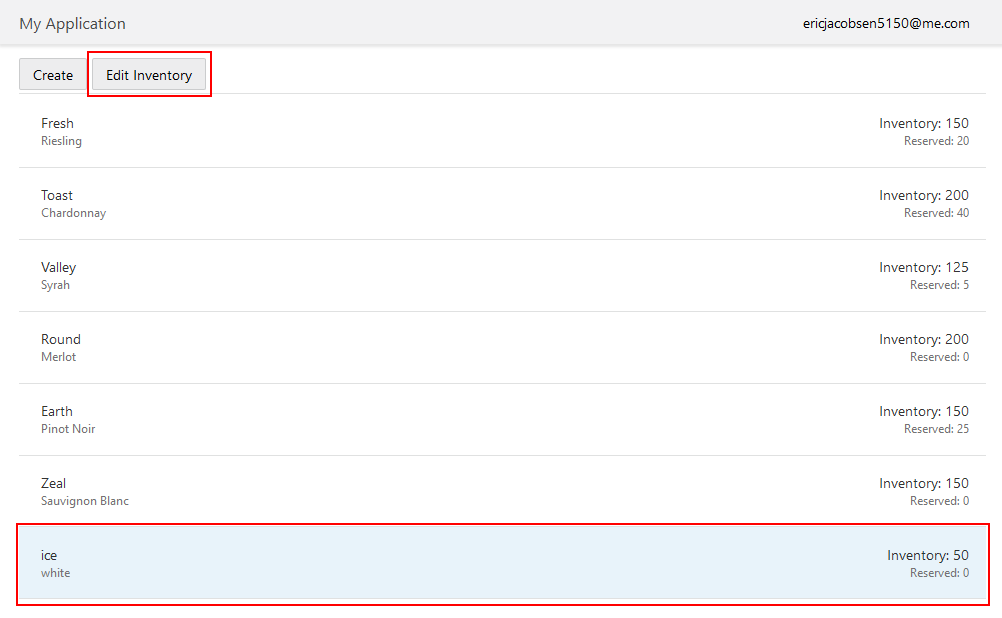 My Application
ericjacobsen5150@me.com
Create
Edit Inventory
Fresh
Inventory: 150
Riesling
Reserved: 20
Toast
Inventory: 200
Chardonnay
Reserved: 40
Valley
Inventory: 125
Syrah
Reserved: 5
Round
Inventory: 200
Merlot
Reserved: 0
Earth
Inventory: 150
Pinot Noir
Reserved: 25
Zeal
Inventory: 150
Sauvignon Blanc
Reserved: 0
ice
Inventory: 50
white
Reserved: 0